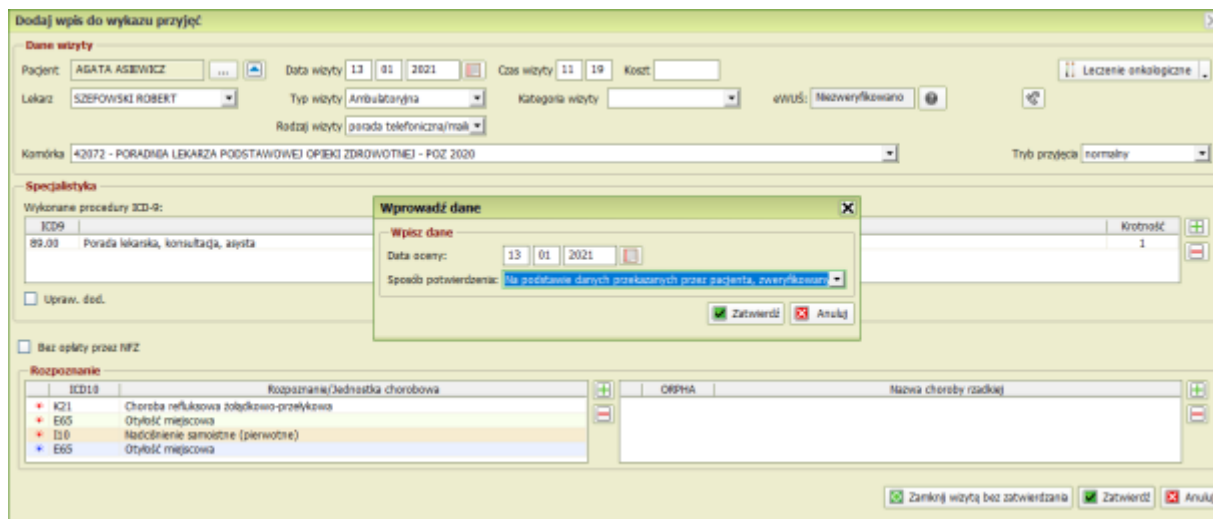 Dodaj wpis do wykazu przyjęć
Dane wizyty
Pacjent AGATA ASIEWICZ ... Data wizyty 13 01 2021 Czas wizyty 11 19 Koszt Leczenie onkologiczne
Lekarz SZEFOWSKI ROBERT Typ wizyty Ambulatoryjna Kategoria wizyty eWUŚ: Niezweryfikowano
Rodzaj wizyty porada telefoniczna/mailo
Komórka 42072 - PORADNIA LEKARZA PODSTAWOWEJ OPIEKI ZDROWOTNEJ - POZ 2020 Tryb przyjęcia normalny
Specjalistyka
Wykonane procedury ICD-9:
ICD9 Krotność
89.00 Porada lekarska, konsultacja, asysta 1
Upraw. dod.
Wprowadź dane
Wpisz dane
Data oceny: 13 01 2021
Sposób potwierdzenia: Na podstawie danych przekazanych przez pacjenta, zweryfikowany
Zatwierdź Anuluj
Bez opłaty przez NFZ
Rozpoznanie
ICD10 Rozpoznanie/Jednostka chorobowa ORPHA Nazwa choroby rzadkiej
K21 Choroba refluksowa żołądkowo-przełykowa
E65 Otyłość miejscowa
I10 Nadciśnienie samoistne (pierwotne)
E65 Otyłość miejscowa
Zamknij wizytę bez zatwierdzania Zatwierdź Anuluj